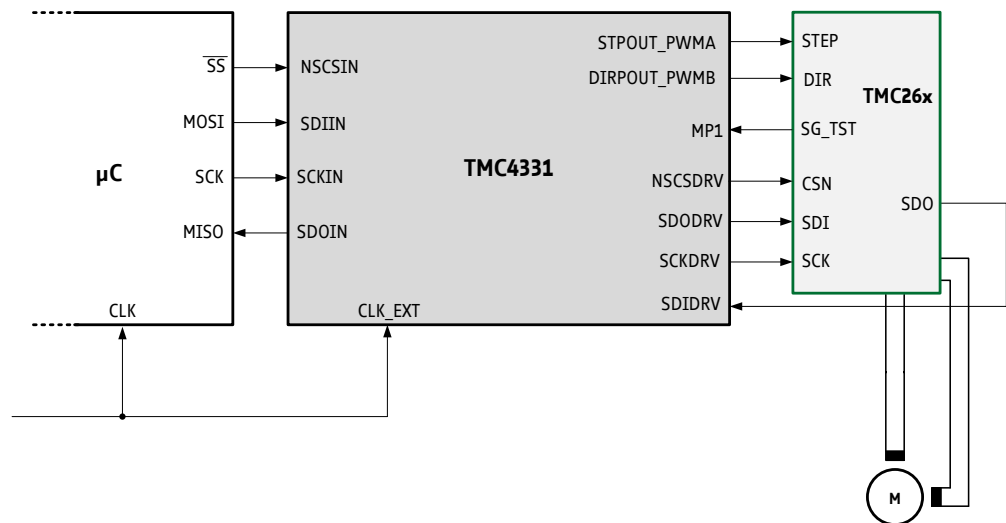 µC
SS
MOSI
SCK
MISO
CLK
TMC4331
NSCSIN
SDIIN
SCKIN
SDOIN
CLK_EXT
STPOUT_PWMA
DIRPOUT_PWMB
MP1
NSCSDRV
SDODRV
SCKDRV
SDIDRV
TMC26x
STEP
DIR
SG_TST
CSN
SDI
SCK
SDO
M